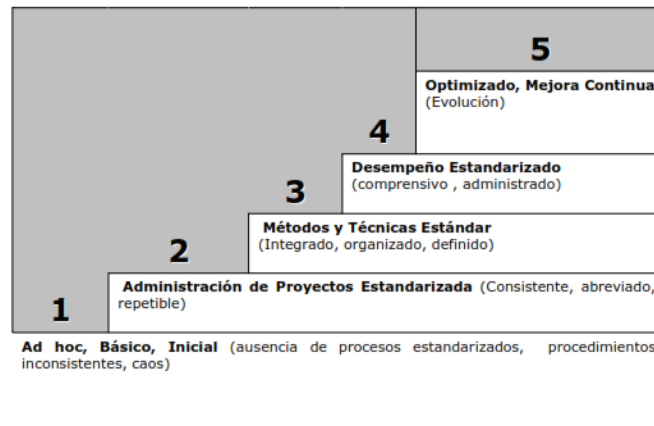 5
Optimizado, Mejora Continua
(Evolución)
4
Desempeño Estandarizado
(comprensivo , administrado)
3
Métodos y Técnicas Estándar
(Integrado, organizado, definido)
2
Administración de Proyectos Estandarizada (Consistente, abreviado,
repetible)
1
Ad hoc, Básico, Inicial (ausencia de procesos estandarizados, procedimientos
inconsistentes, caos)